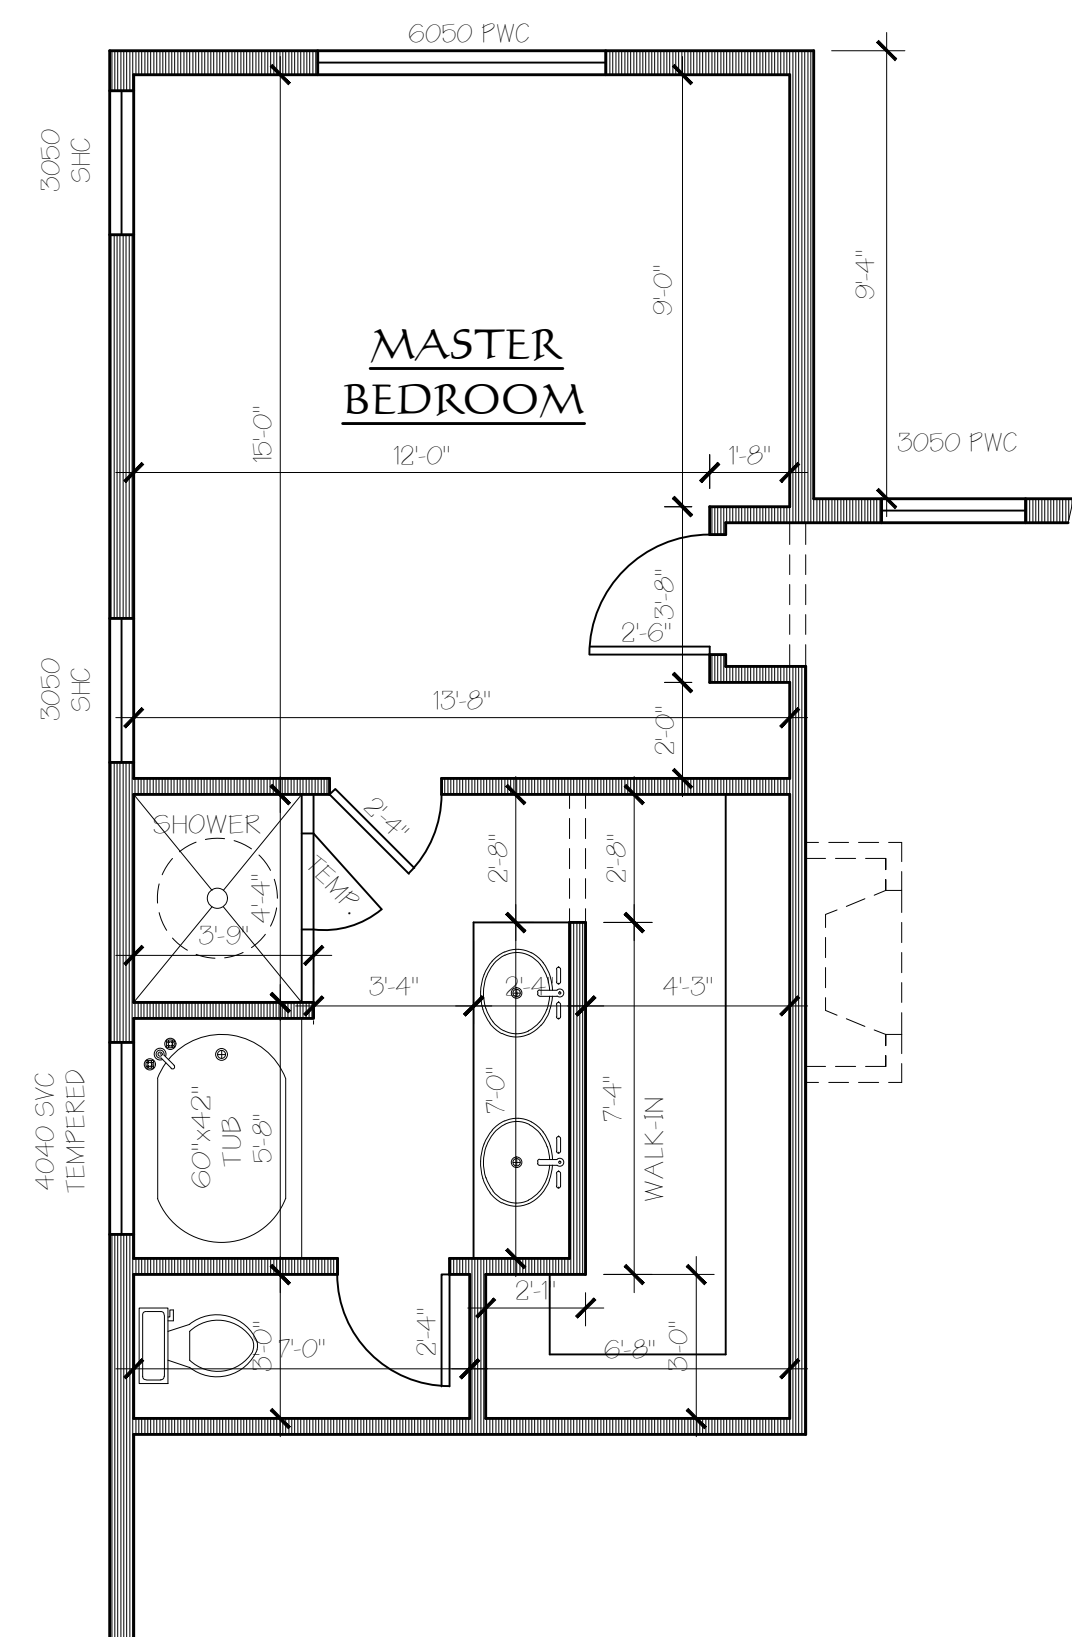 6050 PWC
3050
SHC
9'-0"
9'-4"
MASTER
BEDROOM
15'-0"
12'-0"
1'-8"
3050 PWC
3'-8"
2'-6"
3050
SHC
13'-8"
2'-0"
SHOWER
2'-4"
4'-4"
TEMP.
2'-8"
2'-8"
3'-9"
3'-4"
2'-4"
4'-3"
4040 SVC
TEMPERED
60"x42"
TUB
5'-8"
7'-0"
7'-4"
WALK-IN
2'-1"
3'-0"
7'-0"
2'-4"
6'-8"
3'-0"